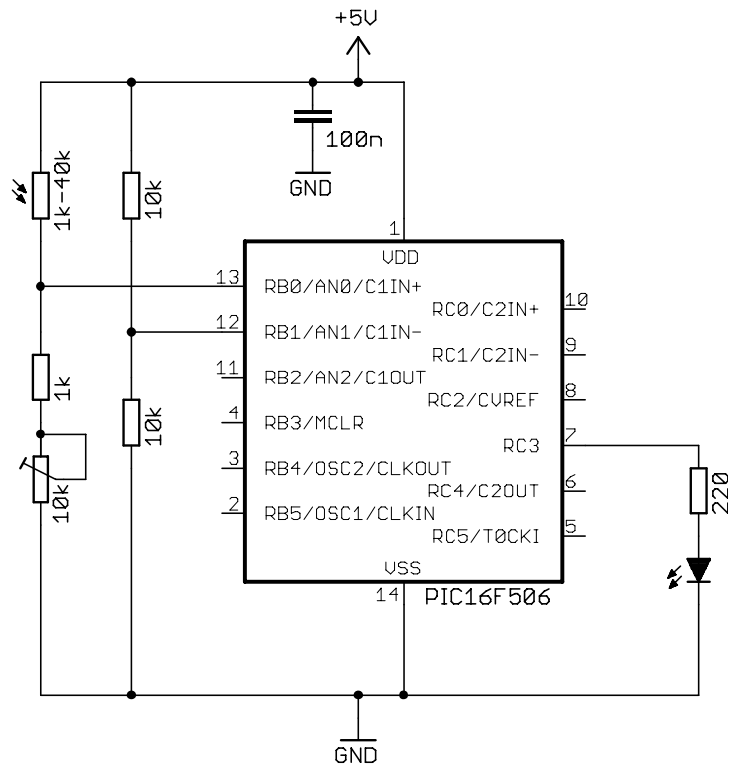 +5V
100n
GND
1k-40k
10k
1
VDD
13
RB0/AN0/C1IN+
RC0/C2IN+
10
12
RB1/AN1/C1IN-
RC1/C2IN-
9
11
RB2/AN2/C1OUT
RC2/CVREF
8
1k
10k
4
RB3/MCLR
RC3
7
3
RB4/OSC2/CLKOUT
RC4/C2OUT
6
10k
220
2
RB5/OSC1/CLKIN
RC5/T0CKI
5
VSS
14
PIC16F506
GND